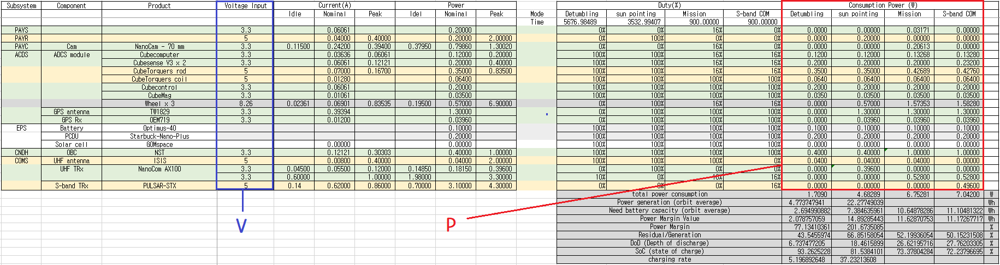 Subsystem Component Product Voltage Input Current(A) Power Duty(%) Consumption Power (W)
Idle Nominal Peak Idel Nominal Peak Mode Detumbling sun pointing Mission S-band COM Detumbling sun pointing Mission S-band COM
Time 5676.98489 3532.99407 900.00000 900.00000
PAYS 3.3 0.06061 0.20000 0% 0% 16% 0% 0.0000 0.00000 0.03171 0.00000
PAYR 5 0.04000 0.40000 0.20000 2.00000 0% 100% 0% 0% 0.0000 0.20000 0.00000 0.00000
PAYC Cam NanoCam - 70 mm 3.3 0.11500 0.24200 0.39400 0.37950 0.79860 1.30020 0% 0% 16% 0% 0.0000 0.00000 0.20613 0.00000
ACDS ADCS module Cubecomputer 3.3 0.03636 0.06061 0.12000 0.20000 100% 100% 16% 16% 0.1200 0.12000 0.13268 0.13280
Cubesense V3 x 2 3.3 0.06061 0.12121 0.20000 0.40000 100% 100% 16% 16% 0.2000 0.20000 0.20000 0.23200
CubeTorquers rod 5 0.07000 0.16700 0.35000 0.83500 100% 100% 16% 16% 0.3500 0.35000 0.42689 0.42760
CubeTorquers coil 5 0.01280 0.06400 100% 100% 100% 100% 0.0640 0.06400 0.06400 0.06400
Cubecontrol 3.3 0.06061 0.20000 100% 100% 100% 100% 0.2000 0.20000 0.20000 0.20000
CubeMag 3.3 0.01061 0.03500 100% 100% 100% 100% 0.0350 0.03500 0.03500 0.03500
Wheel x 3 8.26 0.02361 0.06901 0.83535 0.19500 0.57000 6.90000 0% 100% 16% 16% 0.0000 0.57000 1.57353 1.58280
GPS antenna TW1829 3.3 0.39394 1.30000 0% 100% 100% 100% 0.0000 1.30000 1.30000 1.30000
GPS Rx OEM719 3.3 0.01200 0.03960 0% 100% 100% 100% 0.0000 0.03960 0.03960 0.03960
EPS Battery Optimus-40 0.10000 100% 100% 100% 100% 0.1000 0.10000 0.10000 0.10000
PCDU Starbuck-Nano-Plus 0.20000 100% 100% 100% 100% 0.2000 0.20000 0.20000 0.20000
Solar cell GOMspace 0.00000 0.00000 100% 100% 100% 100% 0.0000 0.00000 0.00000 0.00000
CNDH OBC NST 3.3 0.12121 0.30303 0.40000 1.00000 100% 100% 100% 100% 0.4000 0.40000 1.00000 1.00000
COMS UHF antenna ISIS 5 0.00800 0.40000 0.04000 2.00000 100% 100% 100% 0% 0.0400 0.04000 0.04000 0.00000
UHF TRx NanoCom AX100 3.3 0.04500 0.05500 0.12000 0.14850 0.18150 0.39600 0% 100% 0% 0% 0.0000 0.39600 0.00000 0.00000
3.3 0.60000 1.00000 1.98000 3.30000 10% 0% 16% 16% 0.0000 0.00000 0.52800 0.52800
S-band TRx PULSAR-STX 5 0.14 0.62000 0.86000 0.70000 3.10000 4.30000 0% 0% 0% 16% 0.0000 0.00000 0.00000 0.49600
total power consumption 1.7090 4.68289 6.75281 7.04200 W
Power generation (orbit average) 4.773747941 22.27749039 Wh
Need battery capacity (orbit average) 2.694990882 7.384635961 10.64878286 11.10481322 Wh
Power Margin Value 2.078757059 14.89285443 11.62870753 11.17267717 Wh
Power Margin 77.13410361 201.6735085 %
Residual/Generation 43.5455974 66.85158054 52.19936054 50.15231508 %
DoD (Depth of discharge) 6.737477205 18.4615899 26.62195716 27.76203305 %
SoC (state of charge) 93.2625228 81.5384101 73.37804284 72.23796695 %
charging rate 5.196892648 37.23213608
V
P